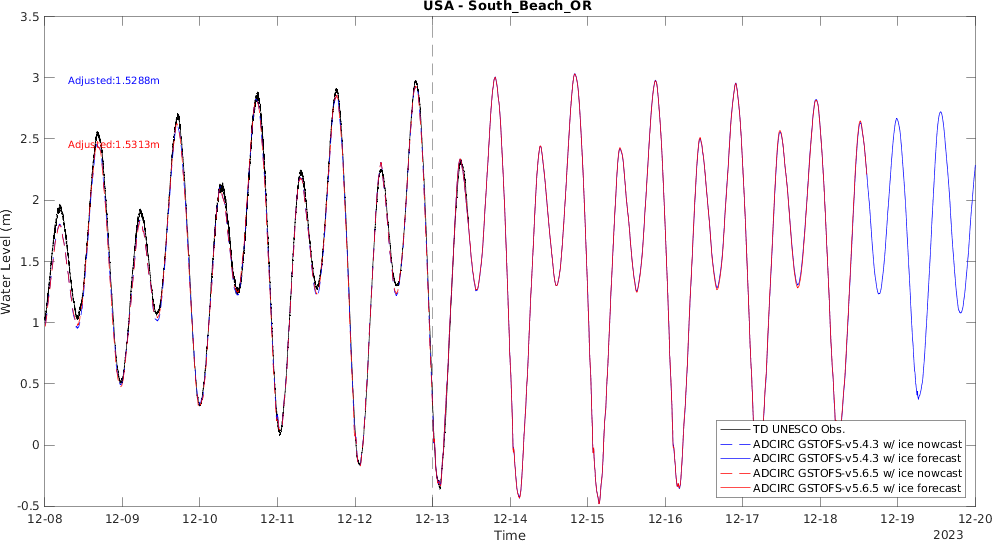 USA - South_Beach_OR
3.5
3
2.5
2
1.5
1
0.5
0
-0.5
Water Level (m)
Adjusted:1.5288m
Adjusted:1.5313m
TD UNESCO Obs.
ADCIRC GSTOFS-v5.4.3 w/ ice nowcast
ADCIRC GSTOFS-v5.4.3 w/ ice forecast
ADCIRC GSTOFS-v5.6.5 w/ ice nowcast
ADCIRC GSTOFS-v5.6.5 w/ ice forecast
12-08 12-09 12-10 12-11 12-12 12-13 12-14 12-15 12-16 12-17 12-18 12-19 12-20
Time
2023